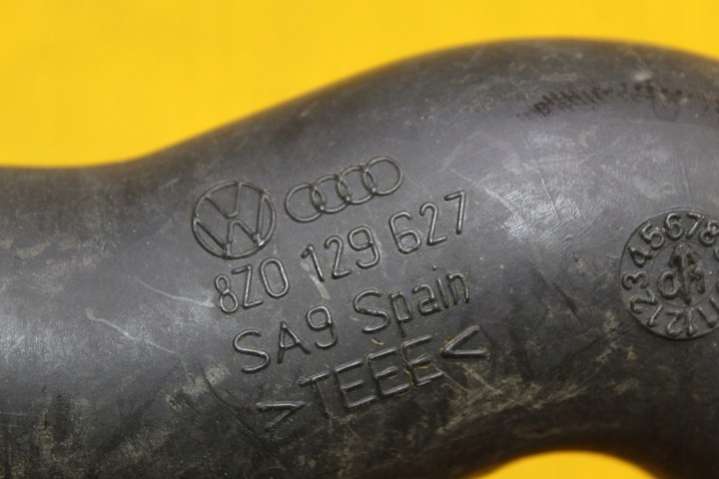 8Z0 129 627
SA9 Spain
>TEEE<